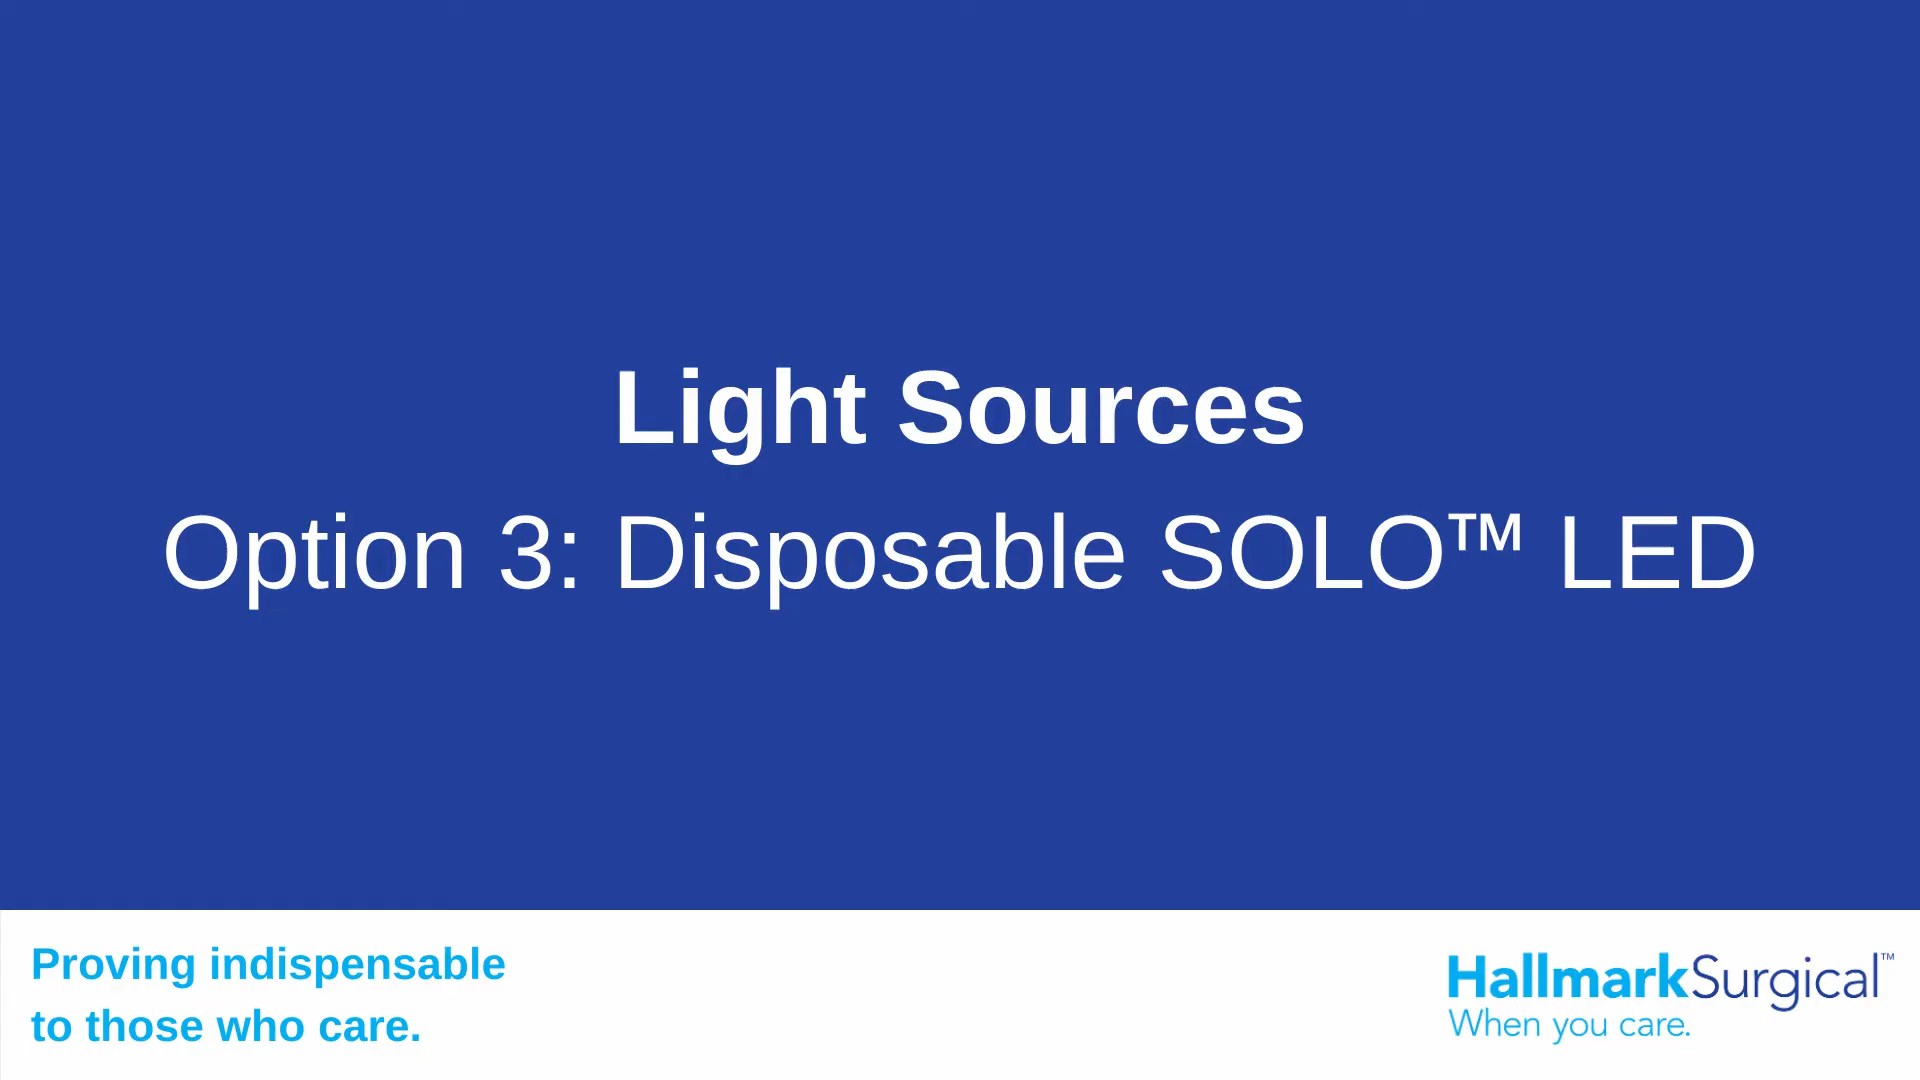 Light Sources
Option 3: Disposable SOLO™ LED
Proving indispensable
to those who care.
HallmarkSurgical™
When you care.